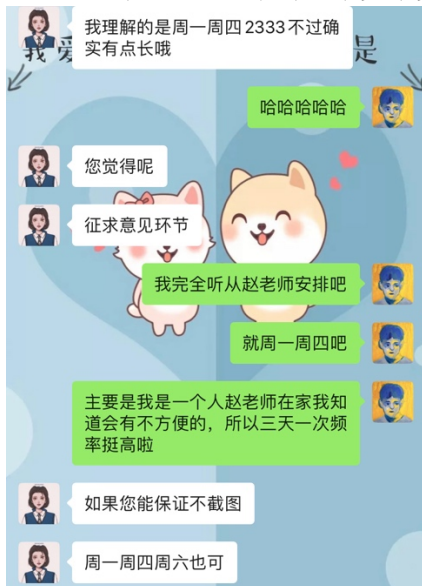 我理解的是周一周四2333不过确
实有点长哦
我爱
是
哈哈哈哈哈
您觉得呢
征求意见环节
我完全听从赵老师安排吧
就周一周四吧
主要是我是一个人赵老师在家我知
道会有不方便的，所以三天一次频
率挺高啦
如果您能保证不截图
周一周四周六也可